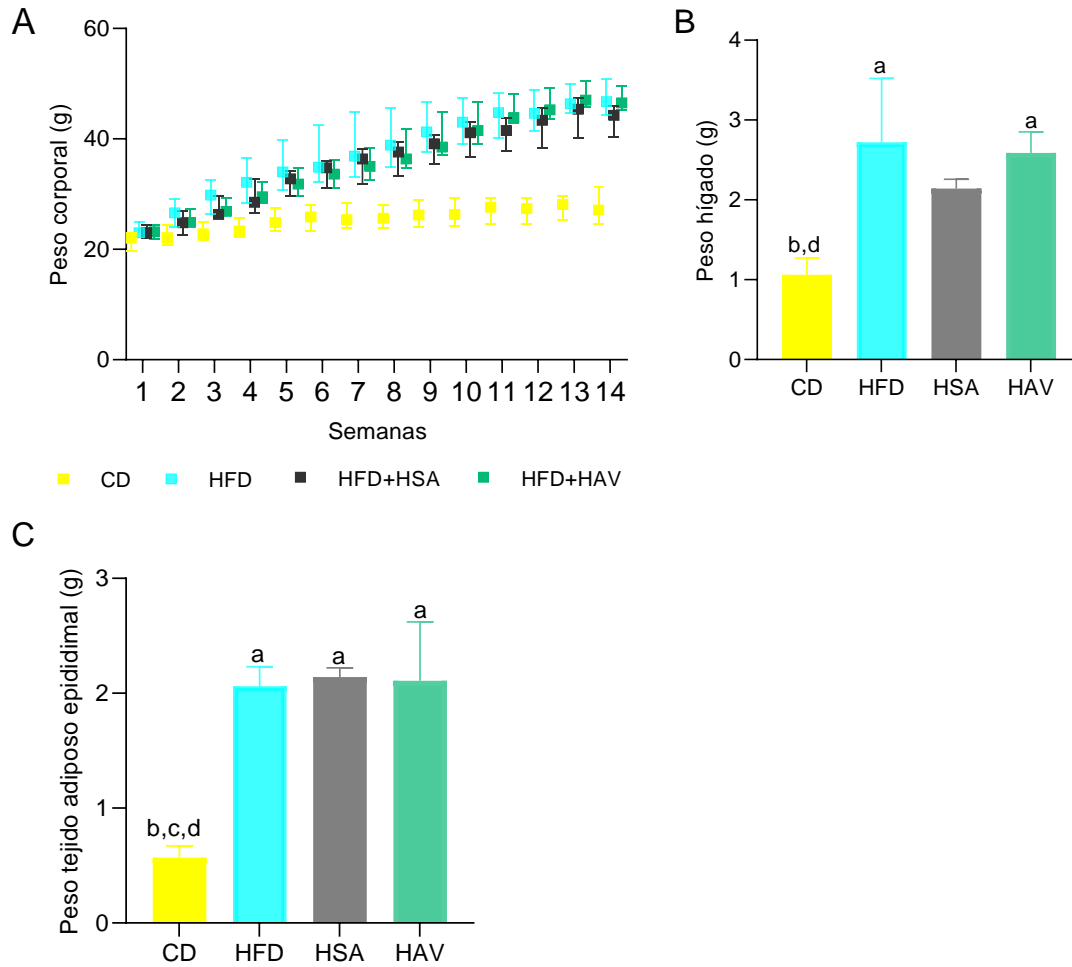 A
Peso corporal (g)
60
40
20
0
1 2 3 4 5 6 7 8 9 10 11 12 13 14
Semanas
CD HFD HFD+HSA HFD+HAV
B
Peso hígado (g)
4
3
2
1
0
b,d
a
a
CD HFD HSA HAV
C
Peso tejido adiposo epididimal (g)
3
2
1
0
b,c,d
a
a
a
CD HFD HSA HAV